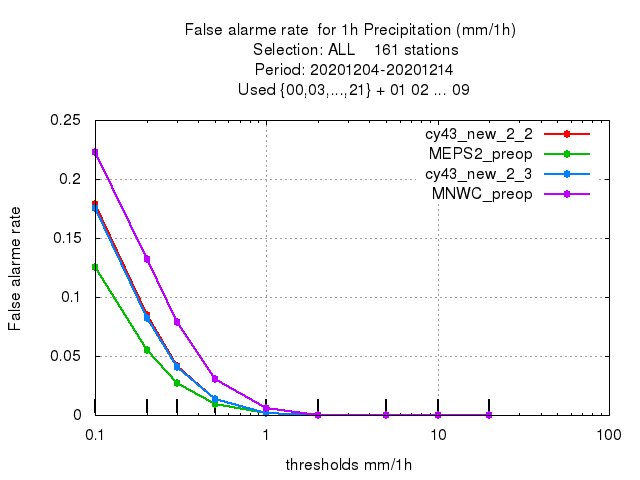 False alarme rate  for 1h Precipitation (mm/1h)
Selection: ALL    161 stations
Period: 20201204-20201214
Used {00,03,...,21} + 01 02 ... 09
cy43_new_2_2
MEPS2_preop
cy43_new_2_3
MNWC_preop
False alarme rate
0.25
0.2
0.15
0.1
0.05
0
0.1
1
10
100
thresholds mm/1h